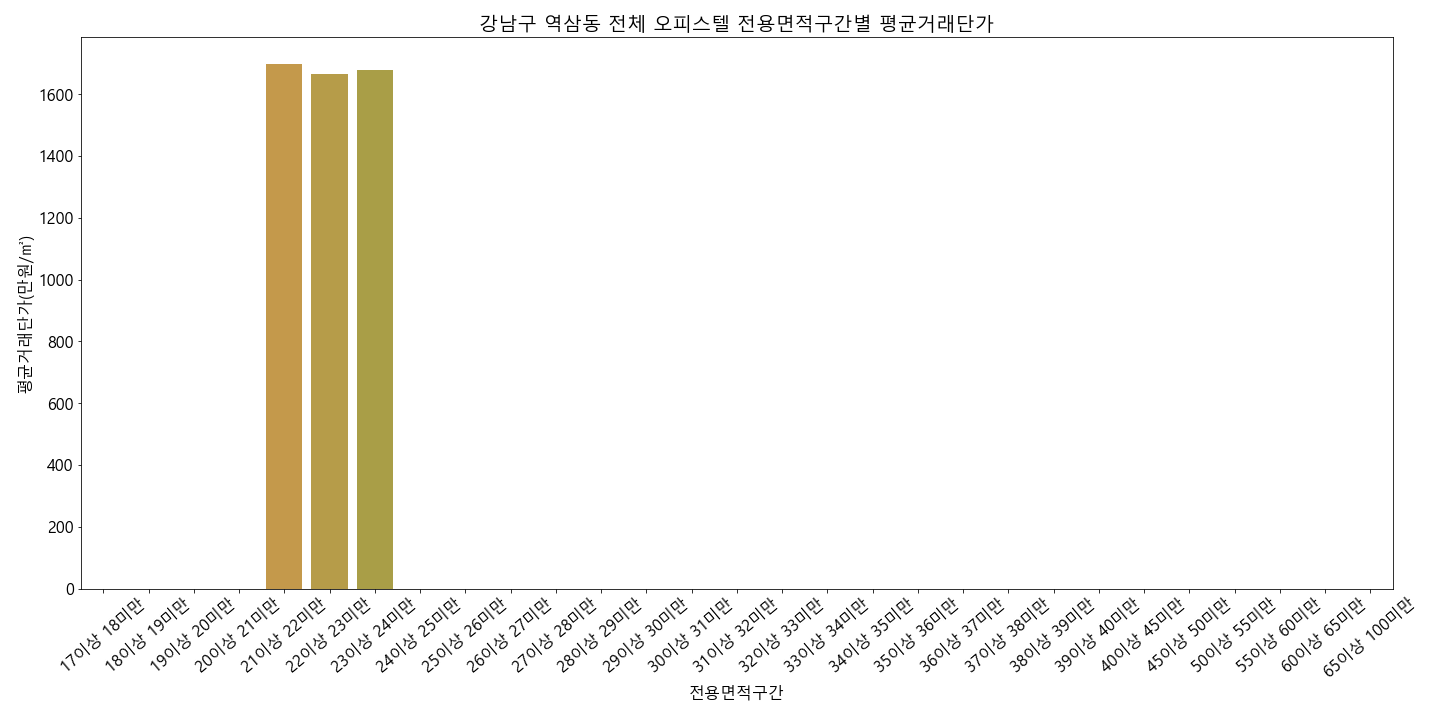 강남구 역삼동 전체 오피스텔 전용면적구간별 평균거래단가
평균거래단가(만원/㎡)
1600
1400
1200
1000
800
600
400
200
0
17이상 18미만
18이상 19미만
19이상 20미만
20이상 21미만
21이상 22미만
22이상 23미만
23이상 24미만
24이상 25미만
25이상 26미만
26이상 27미만
27이상 28미만
28이상 29미만
29이상 30미만
30이상 31미만
31이상 32미만
32이상 33미만
33이상 34미만
34이상 35미만
35이상 36미만
36이상 37미만
37이상 38미만
38이상 39미만
39이상 40미만
40이상 45미만
45이상 50미만
50이상 55미만
55이상 60미만
60이상 65미만
65이상 100미만
전용면적구간